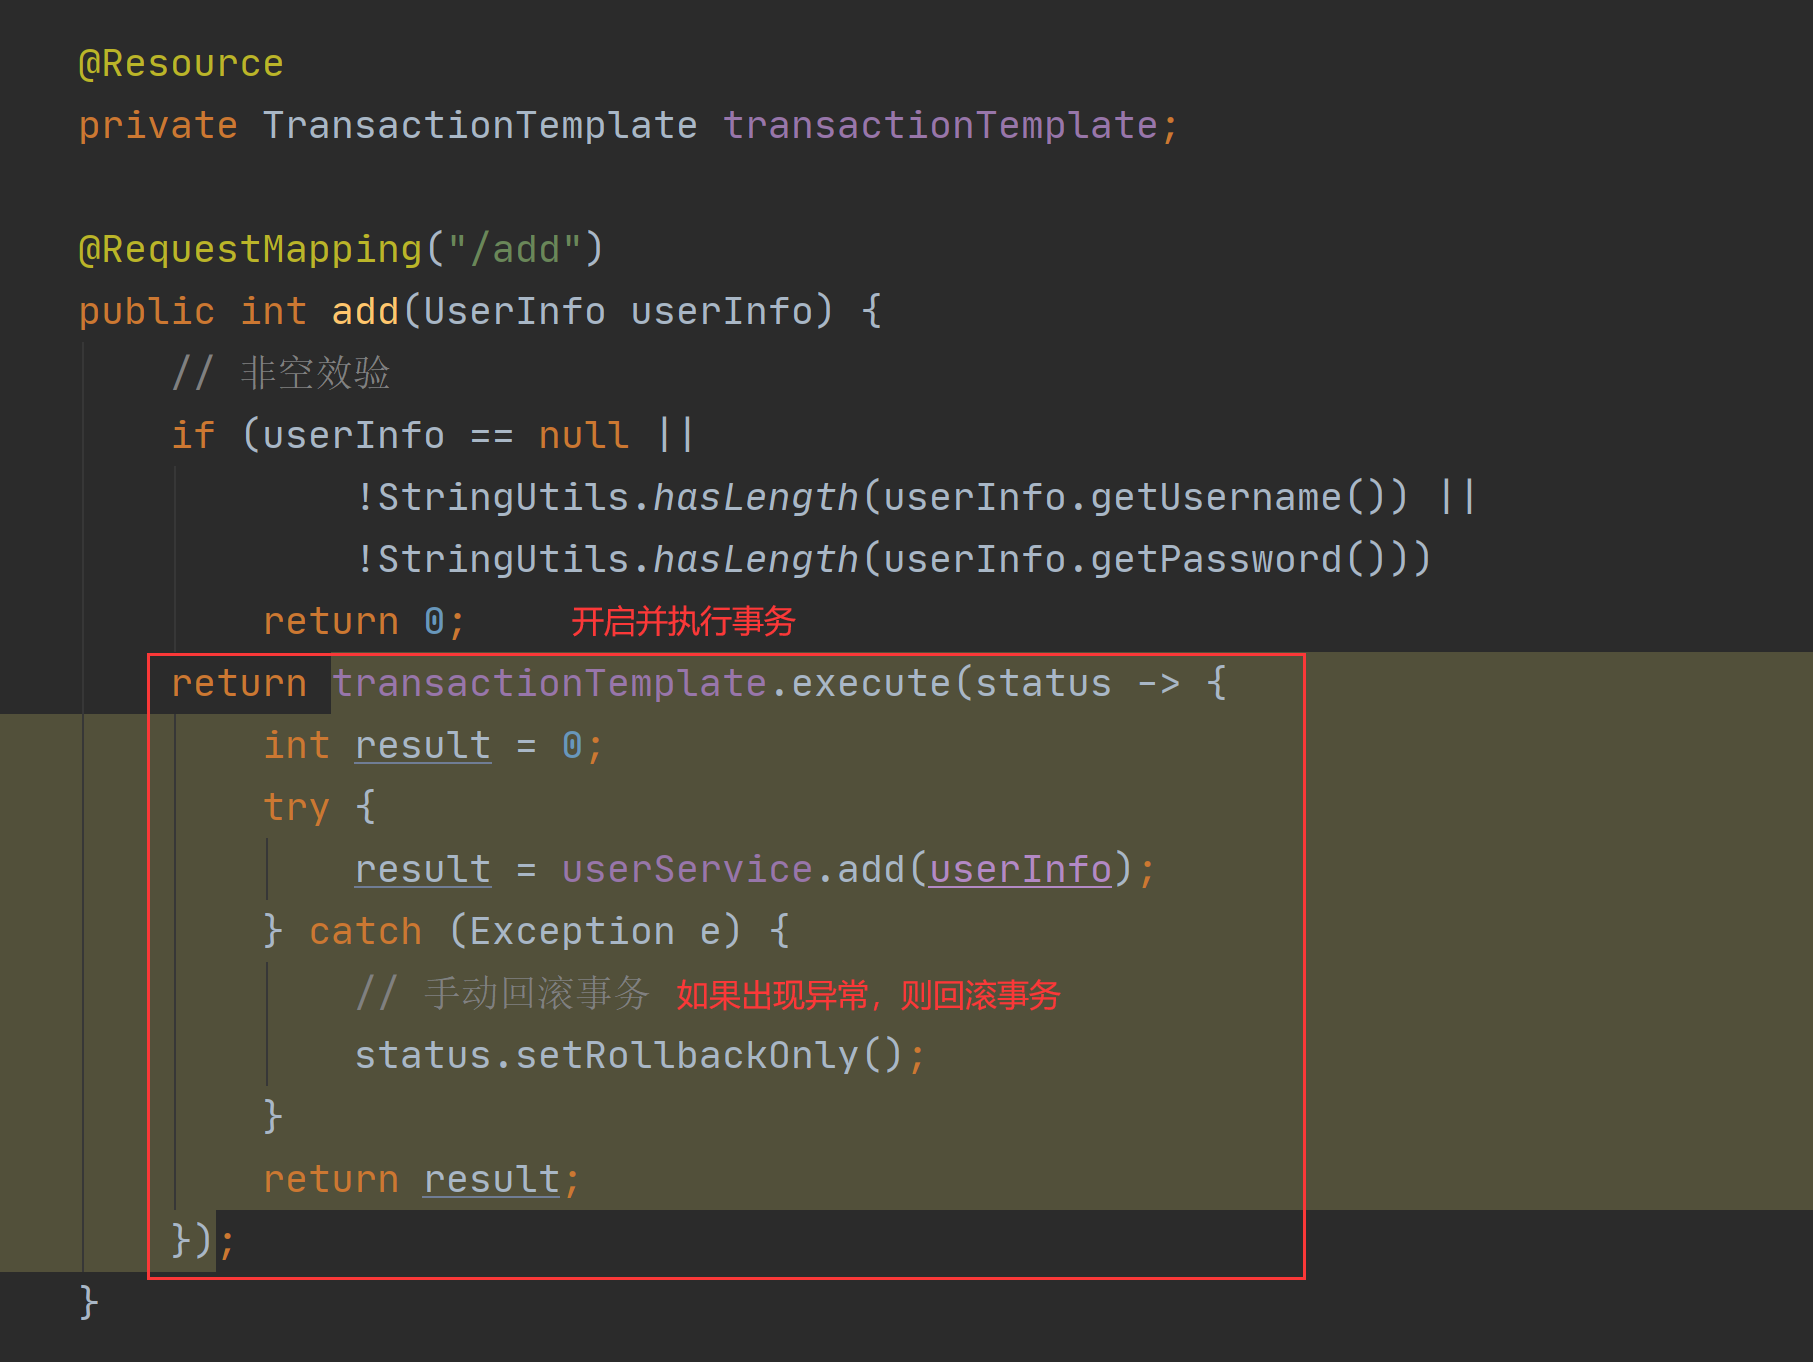 @Resource
private TransactionTemplate transactionTemplate;
@RequestMapping("/add")
public int add(UserInfo userInfo) {
// 非空效验
if (userInfo == null ||
!StringUtils.hasLength(userInfo.getUsername()) ||
!StringUtils.hasLength(userInfo.getPassword()))
return 0; 开启并执行事务
return transactionTemplate.execute(status -> {
int result = 0;
try {
result = userService.add(userInfo);
} catch (Exception e) {
// 手动回滚事务 如果出现异常，则回滚事务
status.setRollbackOnly();
}
return result;
});
}